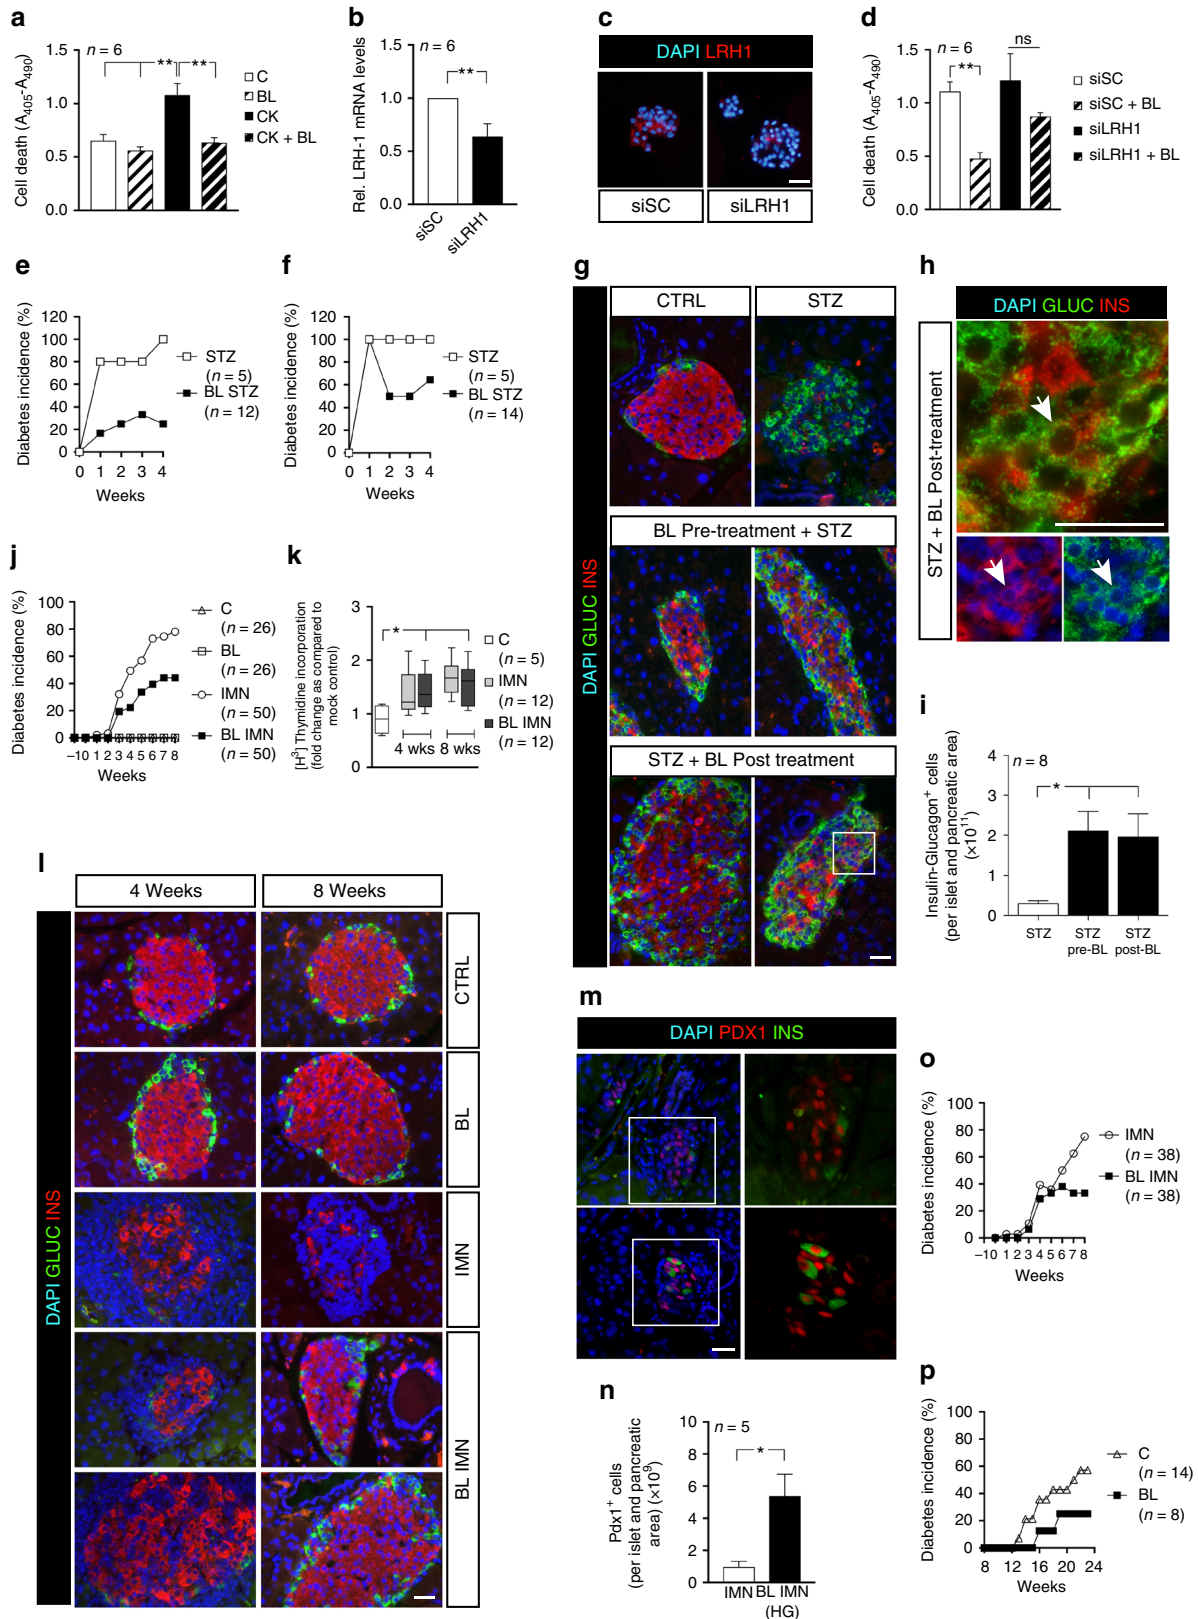 a
Cell death (A405-A490)
1.5
1.0
0.5
0.0
n = 6
**
**
C
BL
CK
CK + BL
b
Rel. LRH-1 mRNA levels
1.5
1.0
0.5
0.0
n = 6
**
siSC
siLRH1
c
DAPI LRH1
siSC
siLRH1
d
Cell death (A405-A490)
1.5
1.0
0.5
0.0
n = 6
**
ns
siSC
siSC + BL
siLRH1
siLRH1 + BL
e
Diabetes incidence (%)
120
100
80
60
40
20
0
0 1 2 3 4
Weeks
STZ
(n = 5)
BL STZ
(n = 12)
f
Diabetes incidence (%)
120
100
80
60
40
20
0
0 1 2 3 4
Weeks
STZ
(n = 5)
BL STZ
(n = 14)
g
DAPI GLUC INS
CTRL
STZ
BL Pre-treatment + STZ
STZ + BL Post treatment
h
DAPI GLUC INS
STZ + BL Post-treatment
i
Insulin-Glucagon+ cells
(per islet and pancreatic area)
(×10^11)
4
3
2
1
0
n = 8
*
STZ
STZ
pre-BL
STZ
post-BL
j
Diabetes incidence (%)
100
80
60
40
20
0
−10 1 2 3 4 5 6 7 8
Weeks
C
(n = 26)
BL
(n = 26)
IMN
(n = 50)
BL IMN
(n = 50)
k
[H3] Thymidine incorporation
(fold change as compared to
mock control)
3
2
1
0
*
4 wks
8 wks
C
(n = 5)
IMN
(n = 12)
BL IMN
(n = 12)
l
DAPI GLUC INS
4 Weeks
8 Weeks
CTRL
BL
IMN
BL IMN
m
DAPI PDX1 INS
n
Pdx1+ cells
(per islet and pancreatic
area) (×10^9)
10
8
6
4
2
0
n = 5
*
IMN
BL IMN
(HG)
o
Diabetes incidence (%)
100
80
60
40
20
0
−10 1 2 3 4 5 6 7 8
Weeks
IMN
(n = 38)
BL IMN
(n = 38)
p
Diabetes incidence (%)
100
80
60
40
20
0
8 12 16 20 24
Weeks
C
(n = 14)
BL
(n = 8)